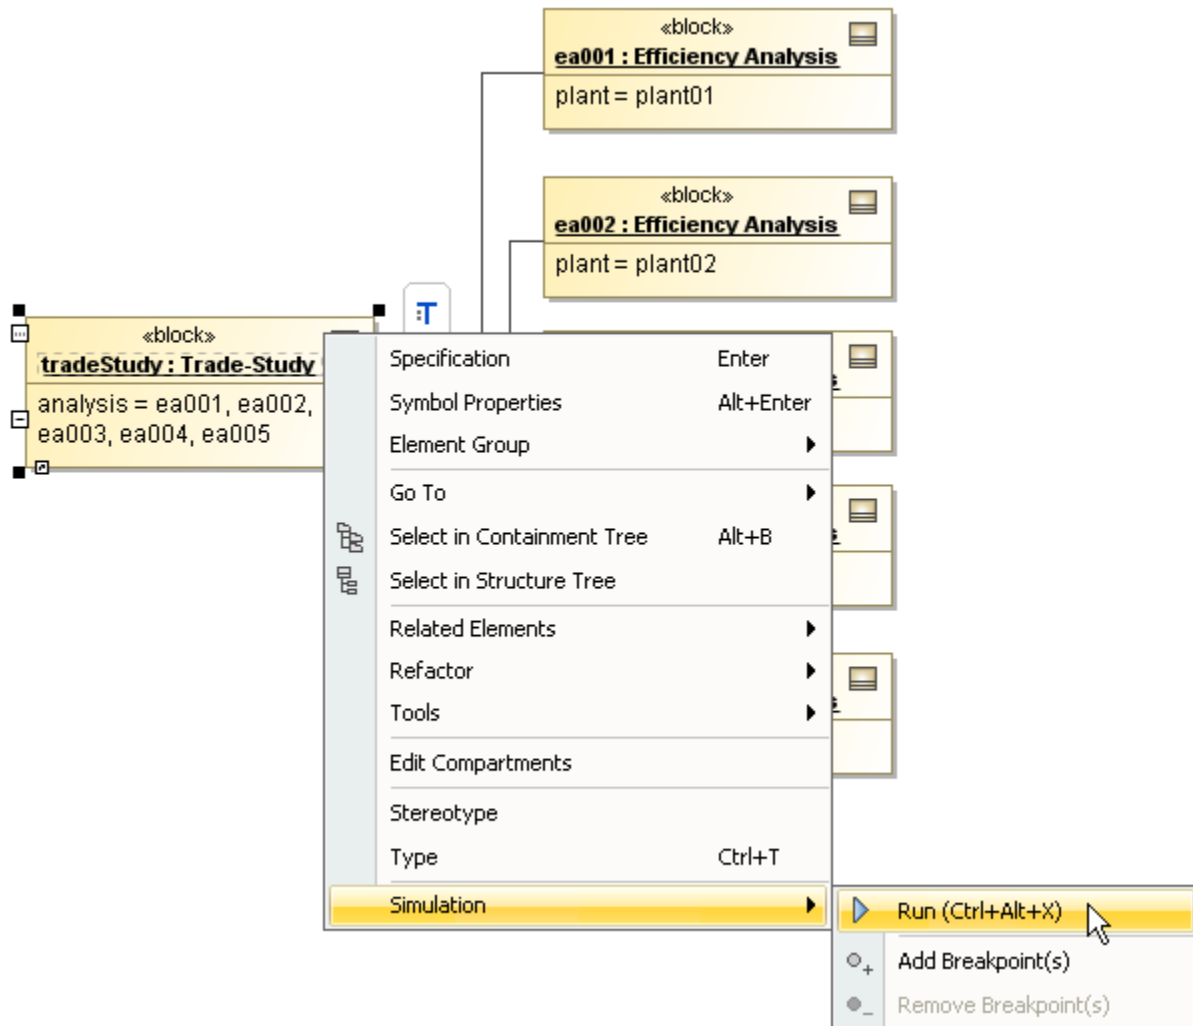 «block»
ea001 : Efficiency Analysis
plant = plant01
«block»
ea002 : Efficiency Analysis
plant = plant02
:T
«block»
tradeStudy : Trade-Study
analysis = ea001, ea002,
ea003, ea004, ea005
Specification Enter
Symbol Properties Alt+Enter
Element Group
Go To
Select in Containment Tree Alt+B
Select in Structure Tree
Related Elements
Refactor
Tools
Edit Compartments
Stereotype
Type Ctrl+T
Simulation
Run (Ctrl+Alt+X)
Add Breakpoint(s)
Remove Breakpoint(s)